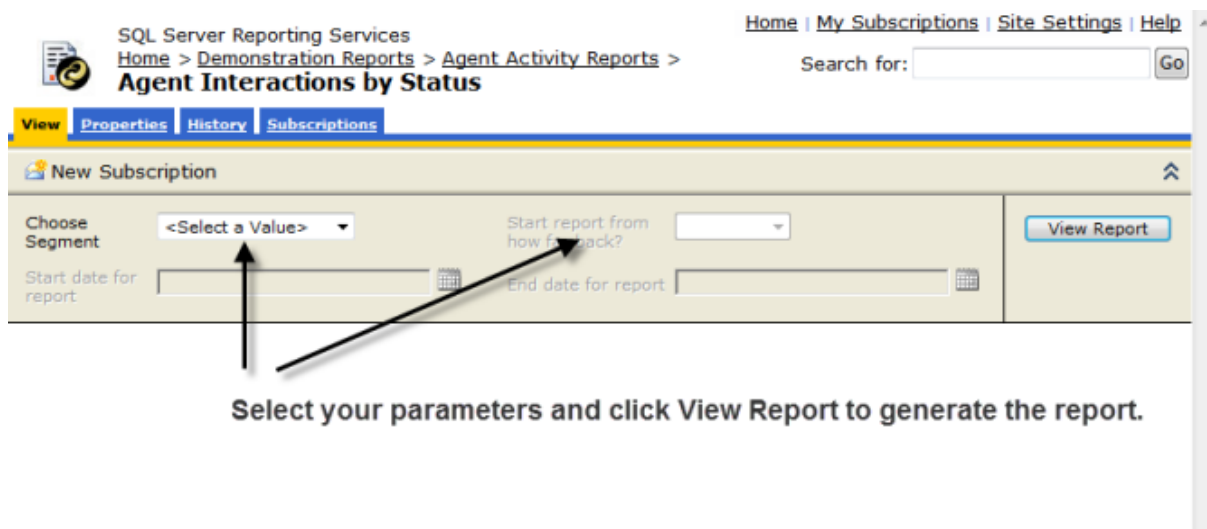 Home | My Subscriptions | Site Settings | Help
SQL Server Reporting Services
Home > Demonstration Reports > Agent Activity Reports >
Agent Interactions by Status
Search for:
Go
View
Properties
History
Subscriptions
New Subscription
Choose
Segment
<Select a Value>
Start report from
how far back?
View Report
Start date for
report
End date for report
Select your parameters and click View Report to generate the report.